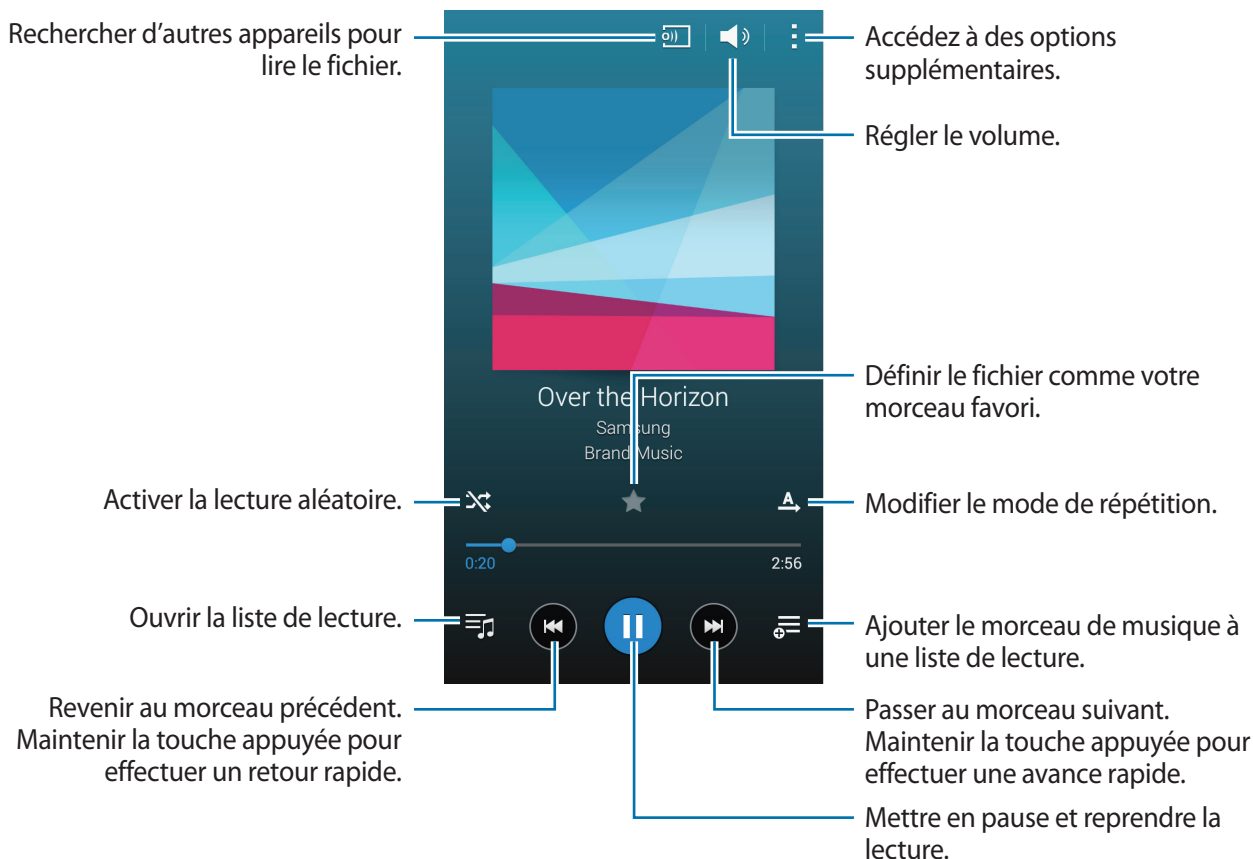 Rechercher d’autres appareils pour
lire le fichier.
Accédez à des options
supplémentaires.
Régler le volume.
Définir le fichier comme votre
morceau favori.
Over the Horizon
Samsung
Brand Music
Activer la lecture aléatoire.
A
Modifier le mode de répétition.
0:20
2:56
Ouvrir la liste de lecture.
Ajouter le morceau de musique à
une liste de lecture.
Revenir au morceau précédent.
Maintenir la touche appuyée pour
effectuer un retour rapide.
Passer au morceau suivant.
Maintenir la touche appuyée pour
effectuer une avance rapide.
Mettre en pause et reprendre la
lecture.